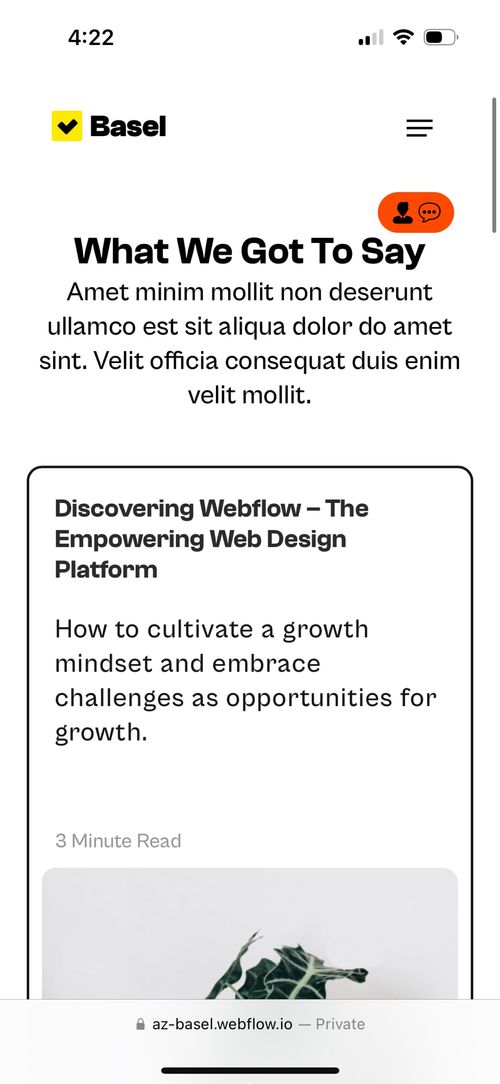 4:22
Basel
What We Got To Say
Amet minim mollit non deserunt
ullamco est sit aliqua dolor do amet
sint. Velit officia consequat duis enim
velit mollit.
Discovering Webflow – The
Empowering Web Design
Platform
How to cultivate a growth
mindset and embrace
challenges as opportunities for
growth.
3 Minute Read
az-basel.webflow.io — Private